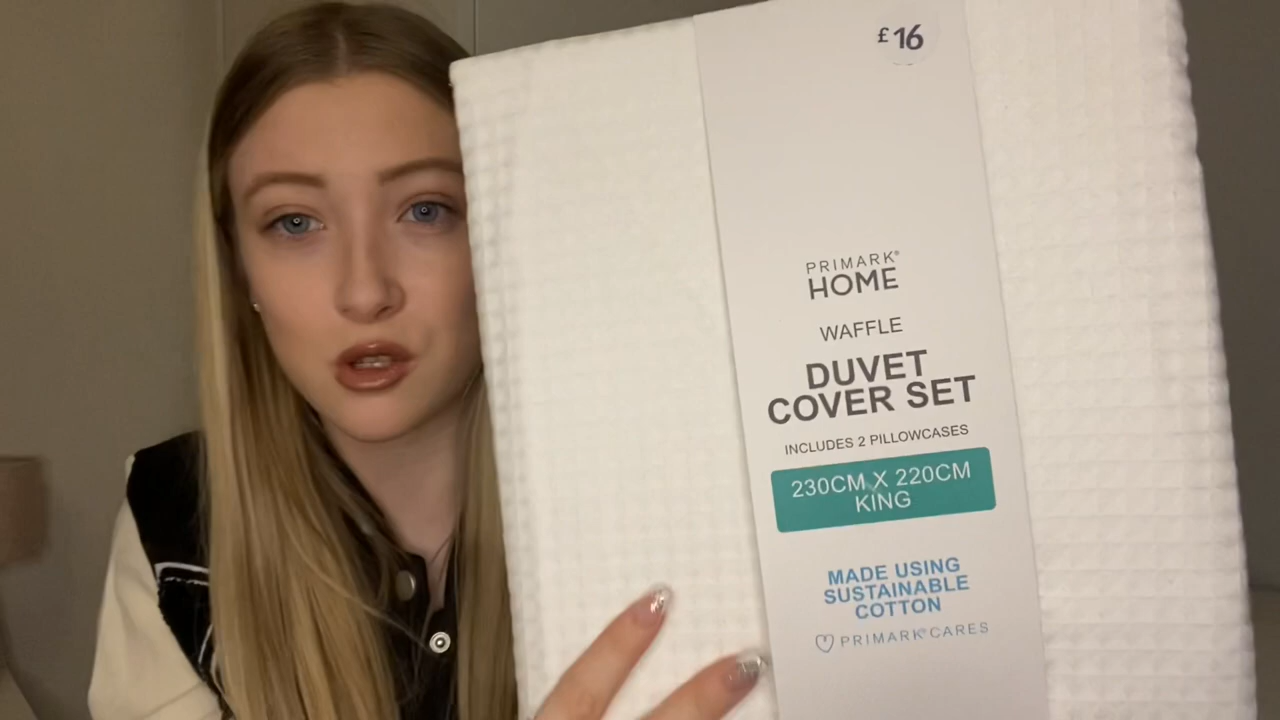 £16
PRIMARK®
HOME
WAFFLE
DUVET
COVER SET
INCLUDES 2 PILLOWCASES
230CM X 220CM
KING
MADE USING
SUSTAINABLE
COTTON
PRIMARK® CARES